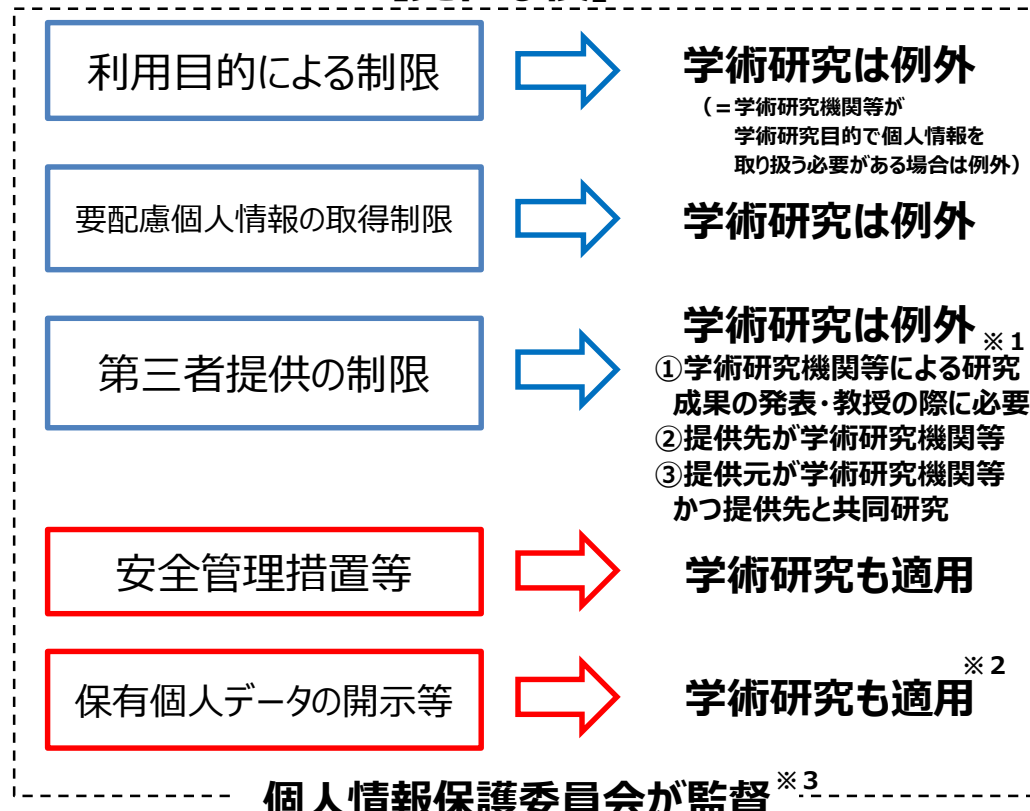 利用目的による制限
学術研究は例外
(=学術研究機関等が
学術研究目的で個人情報を
取り扱う必要がある場合は例外)
要配慮個人情報の取得制限
学術研究は例外
第三者提供の制限
学術研究は例外※1
①学術研究機関等による研究
成果の発表・教授の際に必要
②提供先が学術研究機関等
③提供元が学術研究機関等
かつ提供先と共同研究
安全管理措置等
学術研究も適用
保有個人データの開示等
学術研究も適用※2
個人情報保護委員会が監督※3